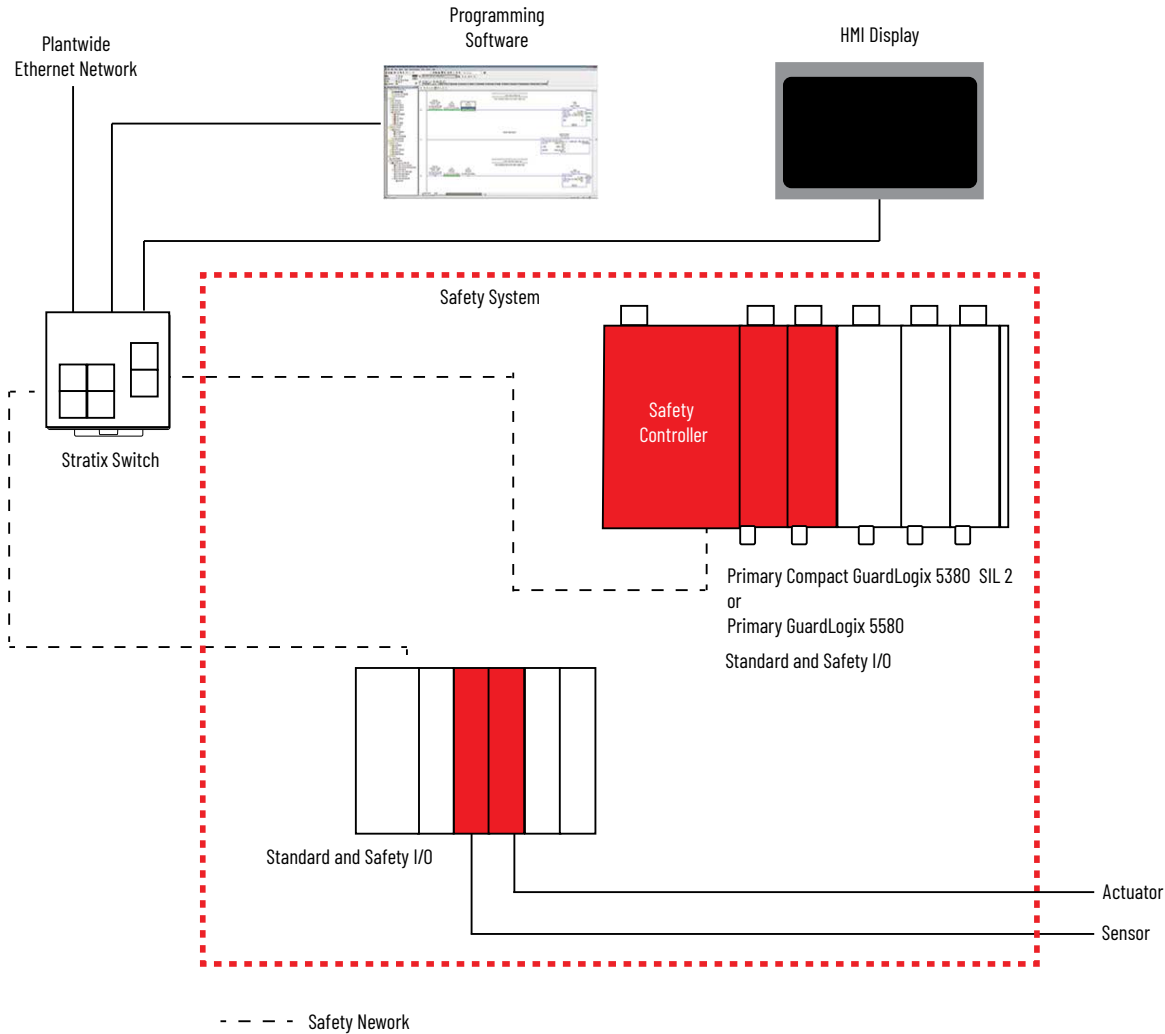 Programming
Software
Plantwide
Ethernet Network
HMI Display
Safety System
Safety
Controller
Stratix Switch
Primary Compact GuardLogix 5380 SIL 2
or
Primary GuardLogix 5580
Standard and Safety I/O
Standard and Safety I/O
Actuator
Sensor
Safety Nework